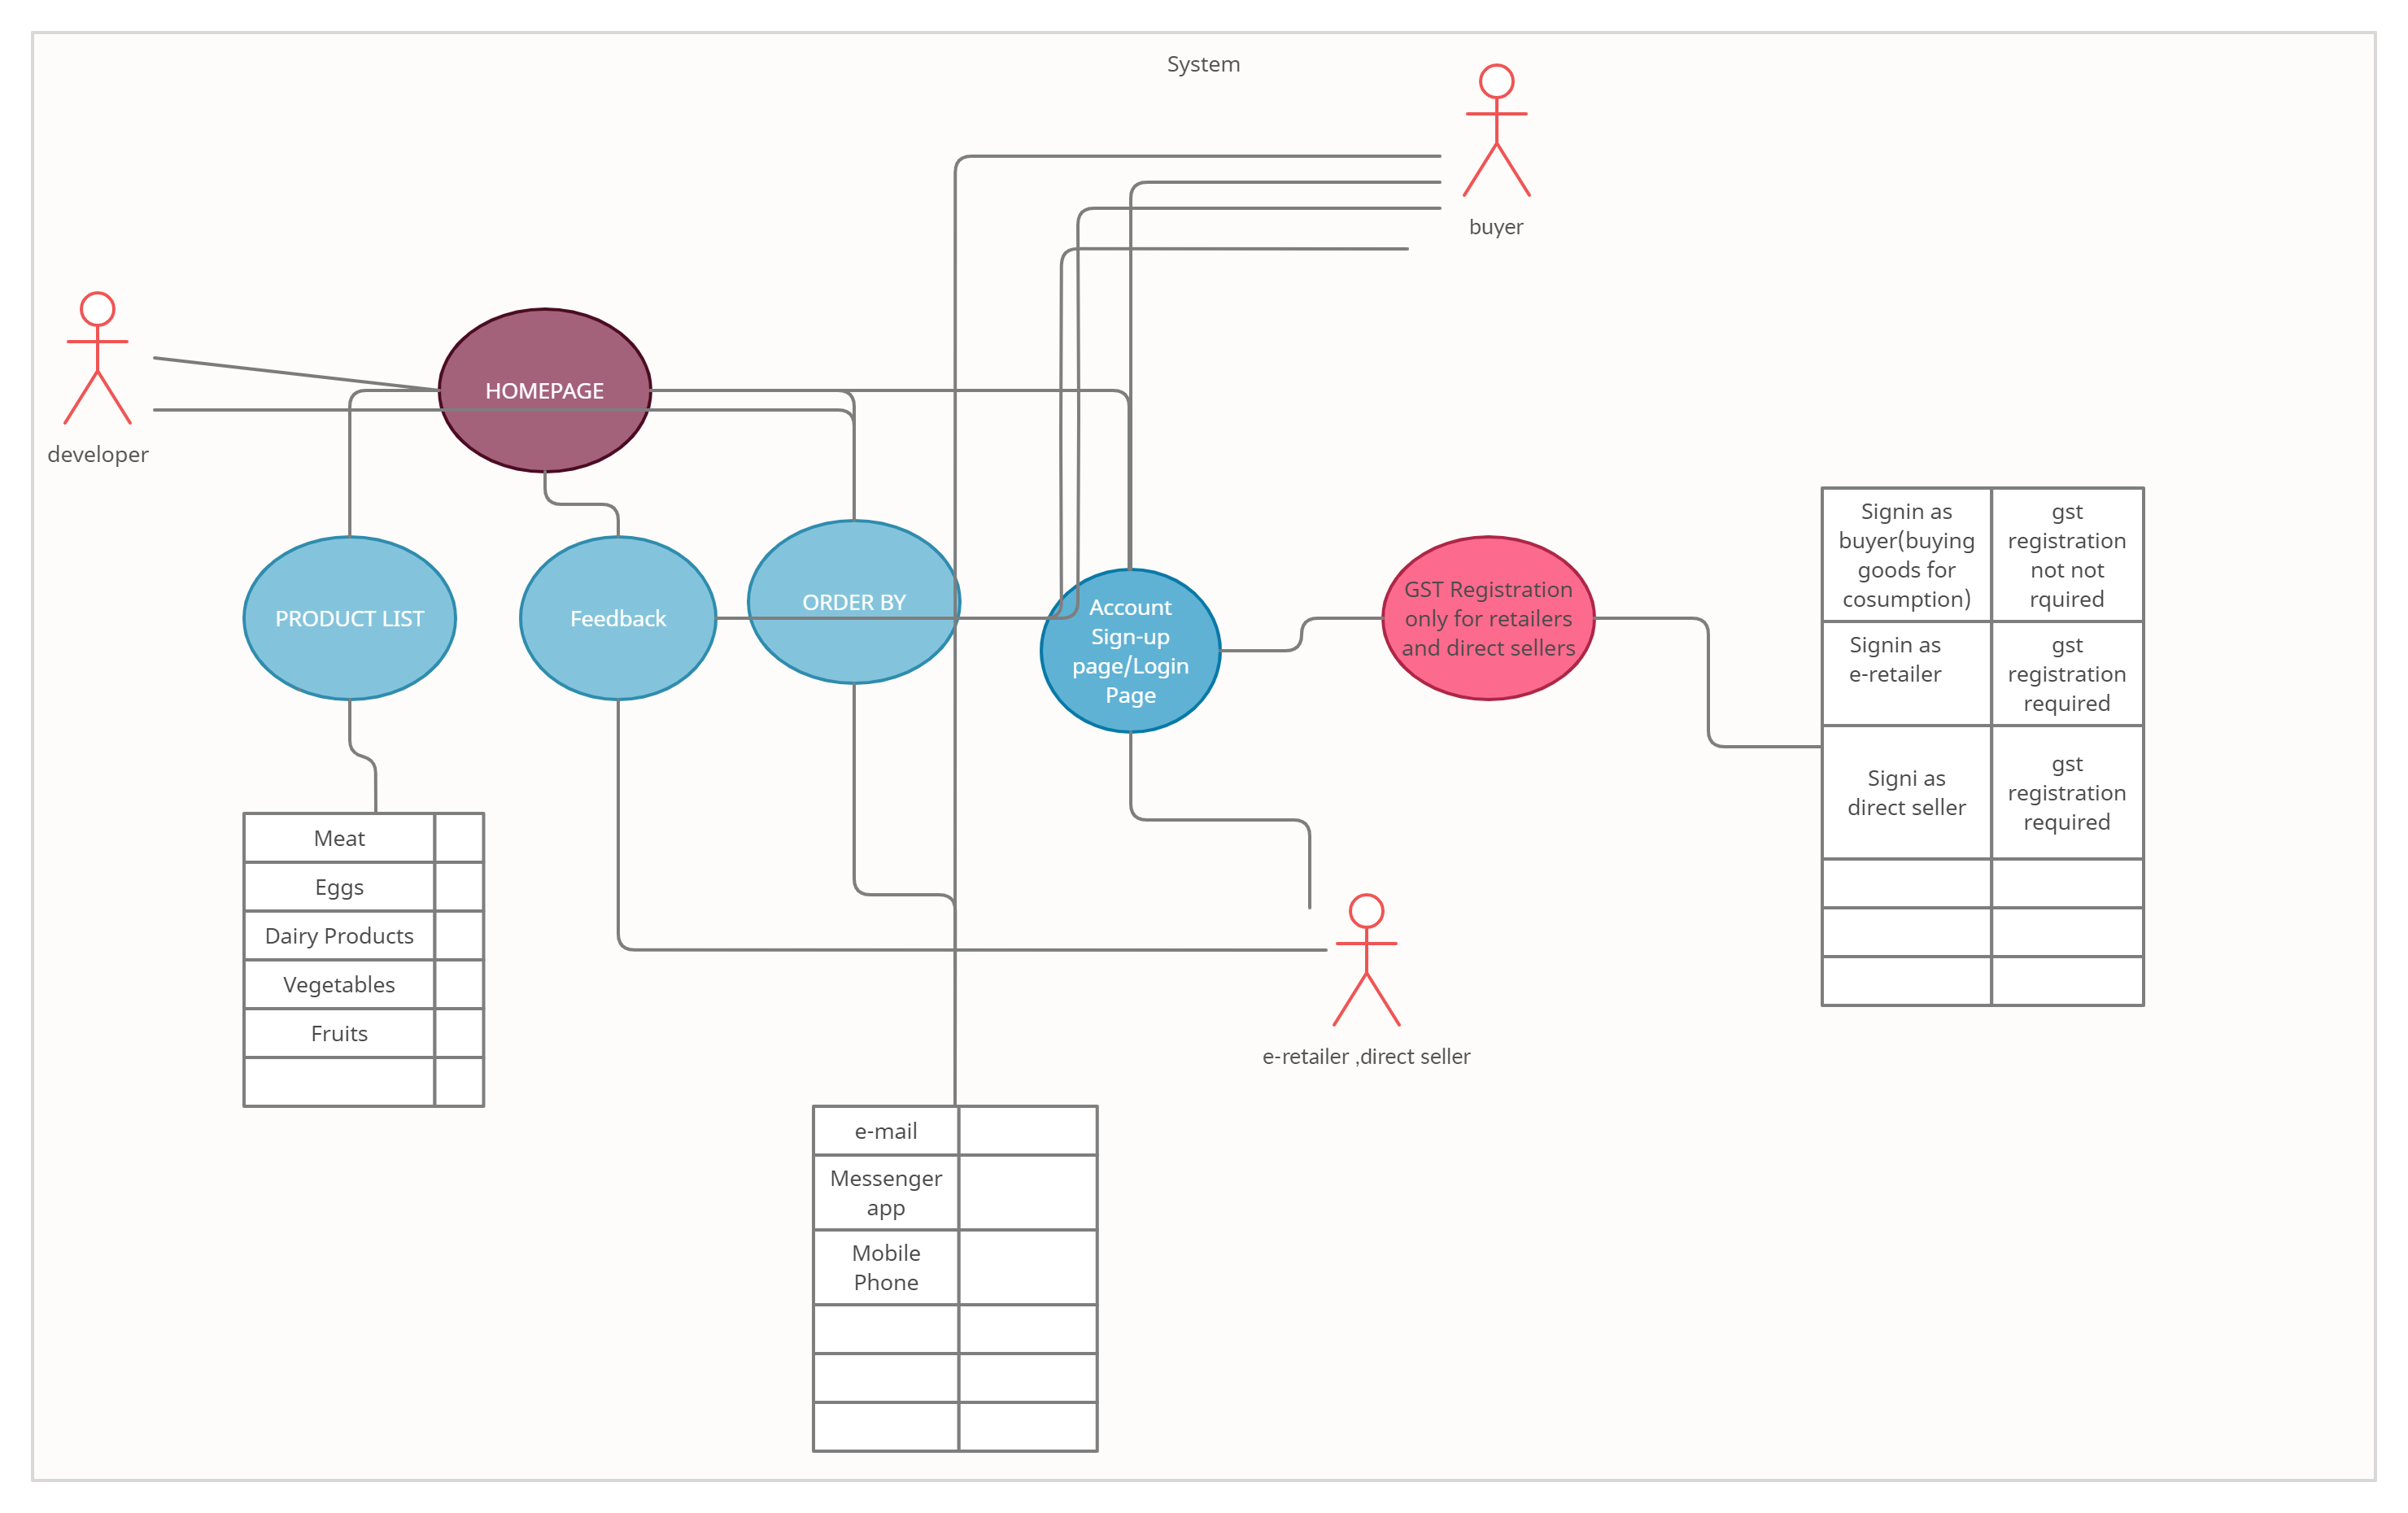 System
buyer
developer
HOMEPAGE
PRODUCT LIST
Feedback
ORDER BY
Account
Sign-up
page/Login
Page
GST Registration
only for retailers
and direct sellers
Signin as
buyer(buying
goods for
cosumption)
gst
registration
not not
rquired
Signin as
e-retailer
gst
registration
required
Signi as
direct seller
gst
registration
required
Meat
Eggs
Dairy Products
Vegetables
Fruits
e-retailer ,direct seller
e-mail
Messenger
app
Mobile
Phone